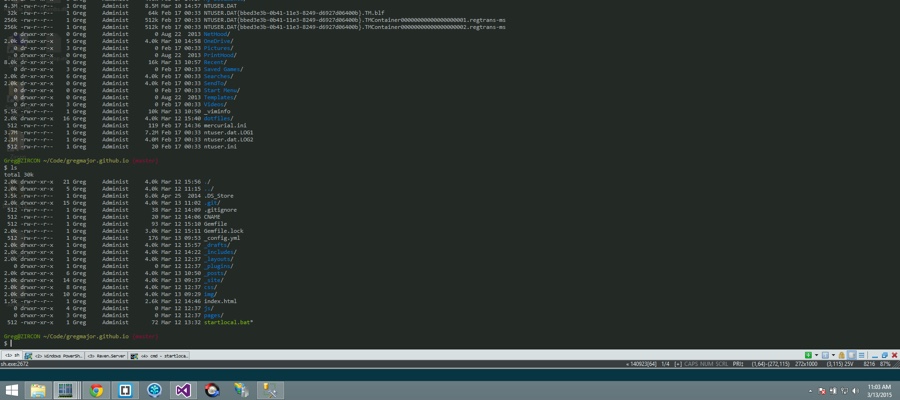 4.3M -rw-r--r-- 1 Greg Administ 8.5M Mar 10 14:57 NTUSER.DAT
32k -rw-r--r-- 1 Greg Administ 64k Feb 17 00:33 NTUSER.DAT{bbed3e3b-0b41-11e3-8249-d6927d06400b}.TM.blf
256k -rw-r--r-- 1 Greg Administ 512k Feb 17 00:33 NTUSER.DAT{bbed3e3b-0b41-11e3-8249-d6927d06400b}.TMContainer00000000000000000001.regtrans-ms
256k -rw-r--r-- 1 Greg Administ 512k Feb 17 00:33 NTUSER.DAT{bbed3e3b-0b41-11e3-8249-d6927d06400b}.TMContainer00000000000000000002.regtrans-ms
0 drwxr-xr-x 0 Greg Administ 0 Aug 22 2013 NetHood/
2.0k drwxr-xr-x 5 Greg Administ 4.0k Mar 10 14:58 OneDrive/
0 dr-xr-xr-x 3 Greg Administ 0 Feb 17 00:33 Pictures/
0 drwxr-xr-x 0 Greg Administ 0 Aug 22 2013 PrintHood/
8.0k dr-xr-xr-x 0 Greg Administ 16k Mar 13 10:57 Recent/
0 dr-xr-xr-x 3 Greg Administ 0 Feb 17 00:33 Saved Games/
2.0k dr-xr-xr-x 6 Greg Administ 4.0k Feb 17 00:33 Searches/
2.0k dr-xr-xr-x 0 Greg Administ 4.0k Feb 17 00:33 SendTo/
0 dr-xr-xr-x 0 Greg Administ 0 Feb 17 00:33 Start Menu/
0 drwxr-xr-x 0 Greg Administ 0 Aug 22 2013 Templates/
0 dr-xr-xr-x 3 Greg Administ 0 Feb 17 00:33 Videos/
5.5k -rw-r--r-- 1 Greg Administ 10k Mar 13 10:50 _viminfo
2.0k drwxr-xr-x 16 Greg Administ 4.0k Mar 12 15:40 dotfiles/
512 -rw-r--r-- 1 Greg Administ 119 Feb 17 14:36 mercurial.ini
3.7M -rw-r--r-- 1 Greg Administ 7.2M Feb 17 00:33 ntuser.dat.LOG1
2.1M -rw-r--r-- 1 Greg Administ 4.0M Feb 17 00:33 ntuser.dat.LOG2
512 -rw-r--r-- 1 Greg Administ 20 Feb 17 00:33 ntuser.ini
Greg@ZIRCON ~/Code/gregmajor.github.io
$ ls
total 30k
2.0k drwxr-xr-x 21 Greg Administ 4.0k Mar 12 15:56 ./
2.0k drwxr-xr-x 5 Greg Administ 4.0k Mar 12 11:15 ../
3.5k -rw-r--r-- 1 Greg Administ 6.0k Apr 25 2014 .DS_Store
2.0k drwxr-xr-x 15 Greg Administ 4.0k Mar 13 11:02 .git/
512 -rw-r--r-- 1 Greg Administ 38 Mar 12 14:09 .gitignore
512 -rw-r--r-- 1 Greg Administ 20 Mar 12 14:06 CNAME
512 -rw-r--r-- 1 Greg Administ 93 Mar 12 15:10 Gemfile
2.0k -rw-r--r-- 1 Greg Administ 3.0k Mar 12 15:11 Gemfile.lock
512 -rw-r--r-- 1 Greg Administ 176 Mar 13 09:53 _config.yml
2.0k drwxr-xr-x 1 Greg Administ 4.0k Mar 12 15:57 _drafts/
2.0k drwxr-xr-x 1 Greg Administ 4.0k Mar 12 14:22 _includes/
2.0k drwxr-xr-x 1 Greg Administ 4.0k Mar 12 15:10 _layouts/
0 drwxr-xr-x 1 Greg Administ 0 Mar 12 12:37 _plugins/
2.0k drwxr-xr-x 6 Greg Administ 4.0k Mar 13 10:50 _posts/
2.0k drwxr-xr-x 14 Greg Administ 4.0k Mar 13 09:37 _site/
2.0k drwxr-xr-x 8 Greg Administ 4.0k Mar 12 12:37 css/
2.0k drwxr-xr-x 10 Greg Administ 4.0k Mar 13 09:29 img/
1.5k -rw-r--r-- 1 Greg Administ 2.6k Mar 12 14:46 index.html
0 drwxr-xr-x 4 Greg Administ 0 Mar 12 12:37 js/
0 drwxr-xr-x 3 Greg Administ 0 Mar 12 12:37 pages/
512 -rw-r--r-- 1 Greg Administ 72 Mar 12 13:32 startlocal.bat*
Greg@ZIRCON ~/Code/gregmajor.github.io
$
<1> sh <2> Windows PowerSh... <3> Raven.Server <4> cmd - startloca...
sh.exe:2672 « 140923[64] 1/4 [+] CAPS NUM SCRL PRI: (1,64)-(272,115) 272x1000 (3,115) 25V 8216 87%
11:03 AM
3/13/2015